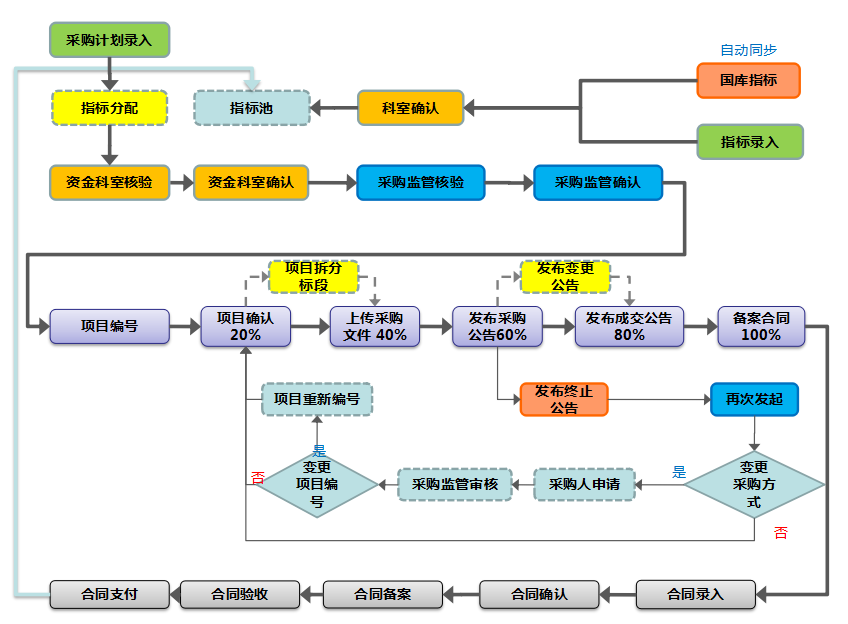 自动同步
采购计划录入
国库指标
指标分配
指标池
科室确认
指标录入
资金科室核验
资金科室确认
采购监管核验
采购监管确认
项目拆分
标段
发布变更
公告
项目编号
项目确认
20%
上传采购
文件 40%
发布采购
公告60%
发布成交公告
80%
备案合同
100%
项目重新编号
发布终止
公告
再次发起
是
否
变更
项目编
号
采购监管审核
采购人申请
是
变更
采购方
式
否
合同支付
合同验收
合同备案
合同确认
合同录入